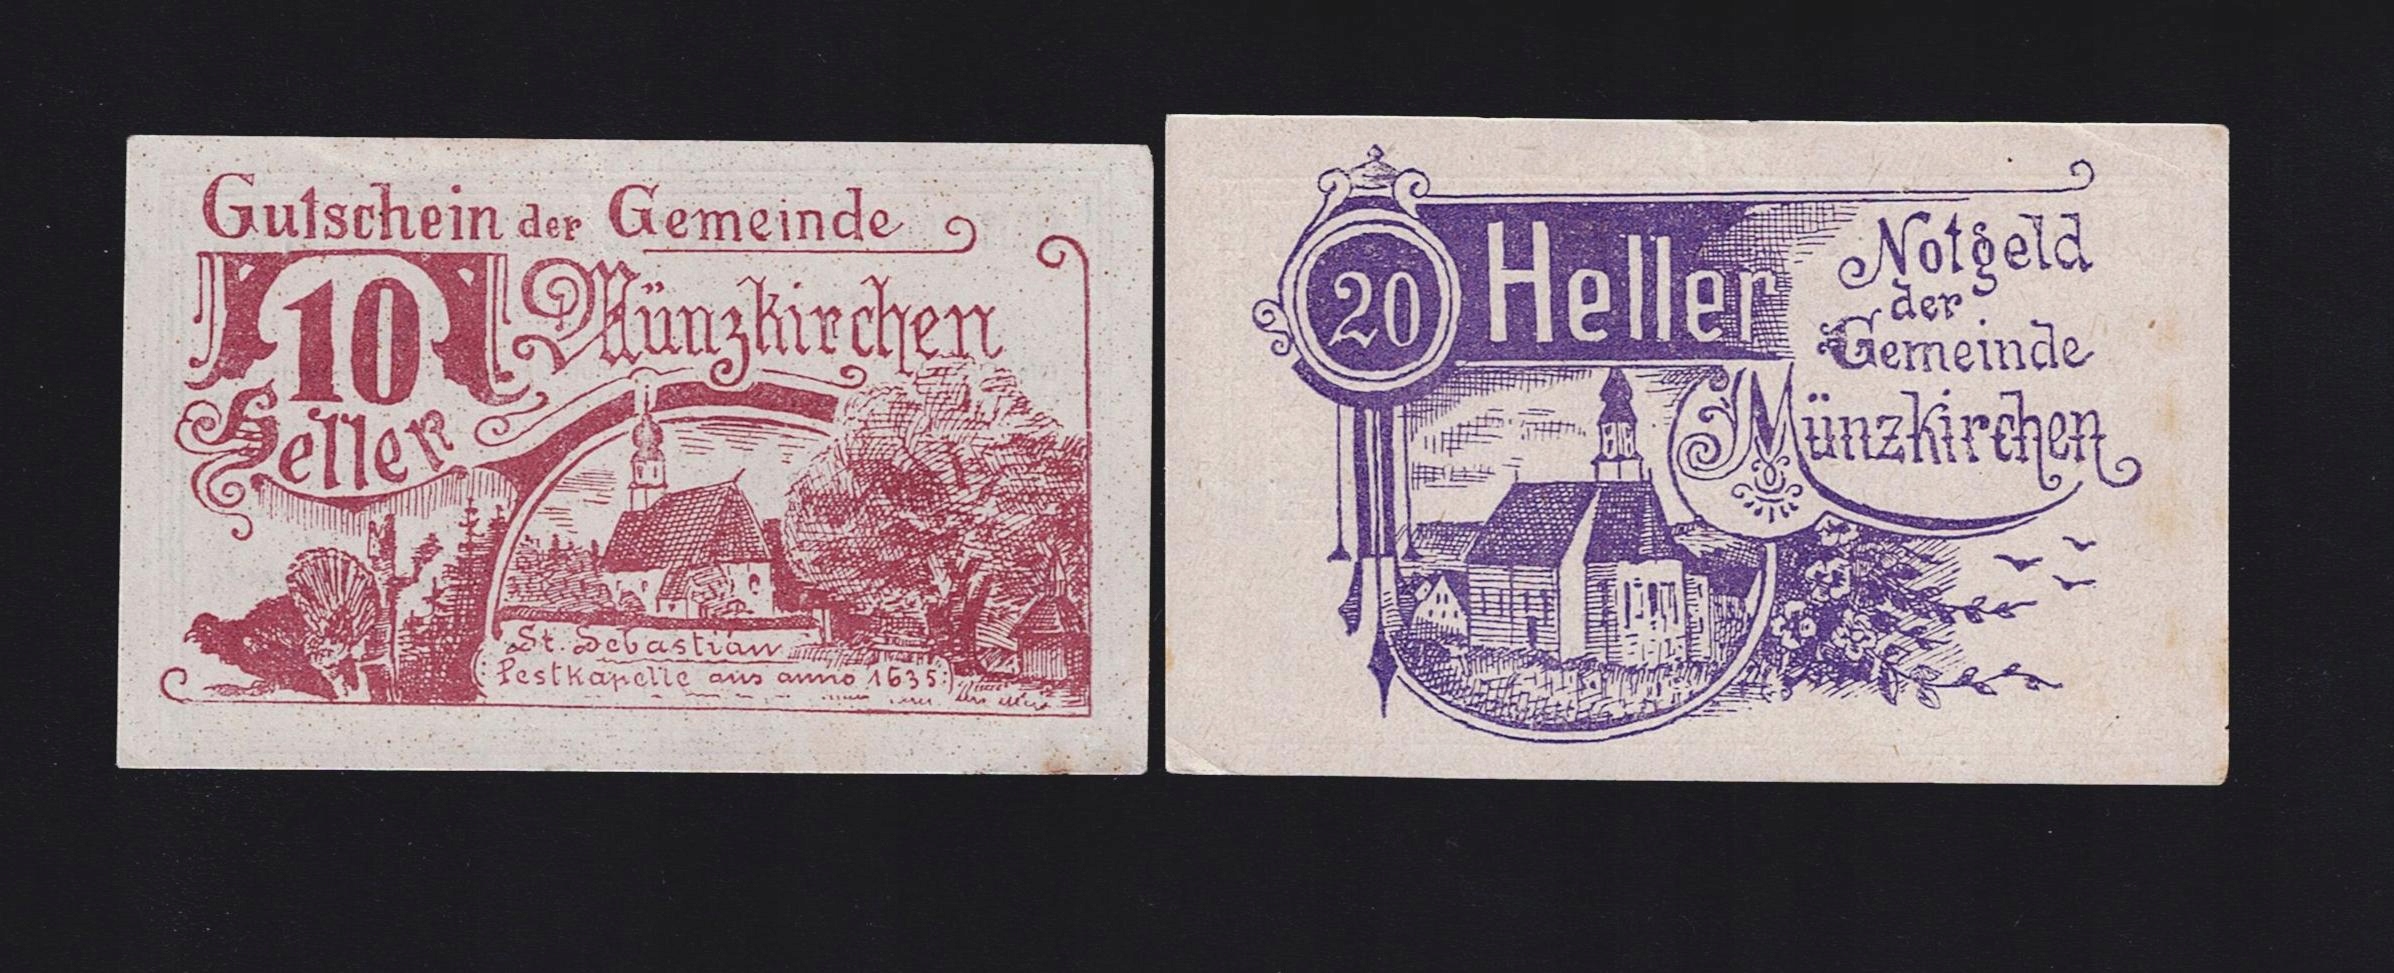 Gutschein der Gemeinde
10
Münzkirchen
Heller
St. Sebastian
Pestkapelle aus anno 1635
20 Heller
Notgeld
der
Gemeinde
Münzkirchen